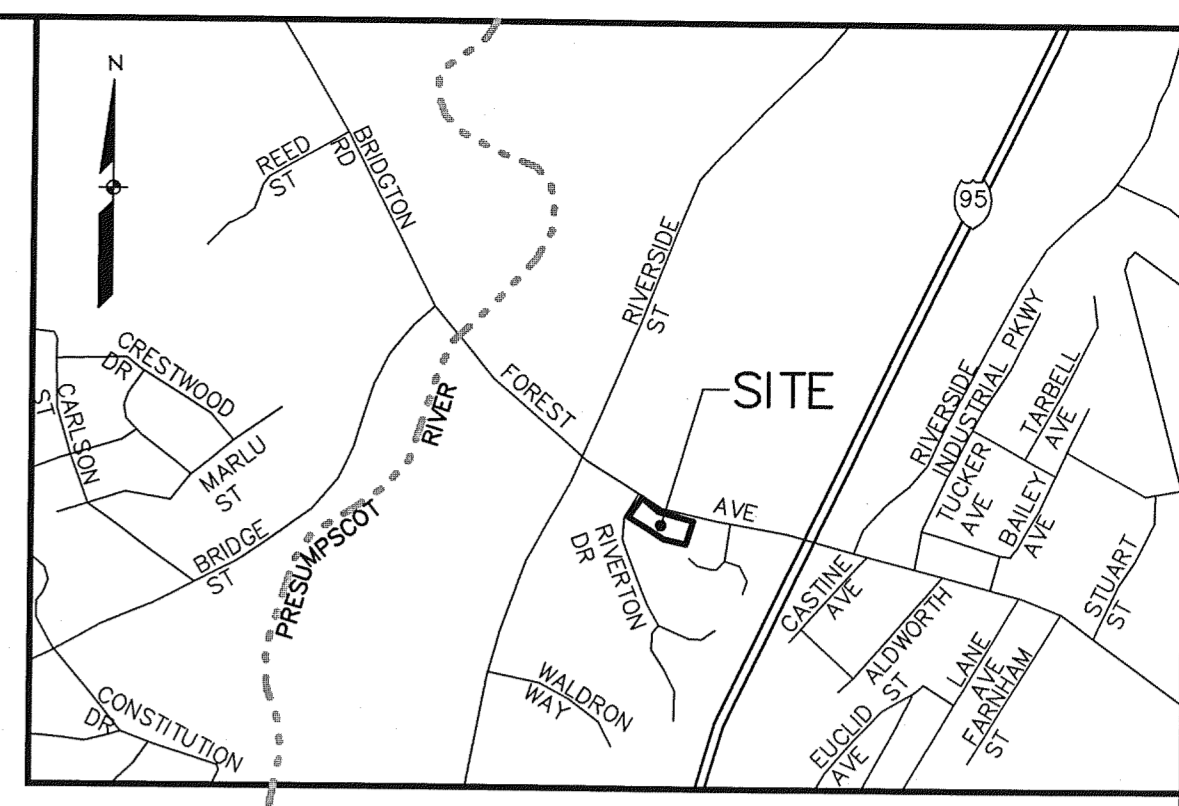 N
REED
ST
BRIDGTON
RD
RIVERSIDE
ST
95
CRESTWOOD
DR
CARLSON
ST
MARLU
ST
BRIDGE
ST
PRESUMPSCOT
RIVER
FOREST
AVE
SITE
RIVERTON
DR
WALDRON
WAY
CONSTITUTION
DR
RIVERSIDE
INDUSTRIAL PKWY
TARBELL
AVE
TUCKER
AVE
BAILEY
AVE
STUART
ST
CASTINE
AVE
ALDWORTH
ST
LANE
AVE
FARNHAM
ST
EUCLID
AVE